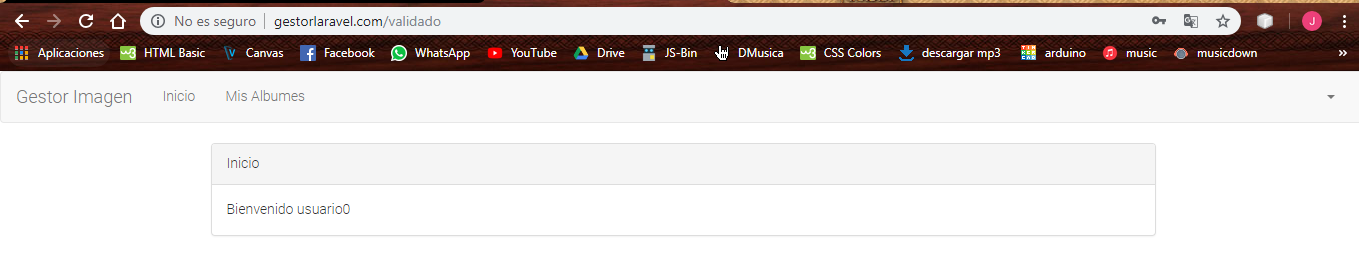 No es seguro | gestorlaravel.com/validado J
Aplicaciones HTML Basic Canvas Facebook WhatsApp YouTube Drive JS-Bin DMusica CSS Colors descargar mp3 arduino music musicdown »
Gestor Imagen Inicio Mis Albumes
Inicio
Bienvenido usuario0